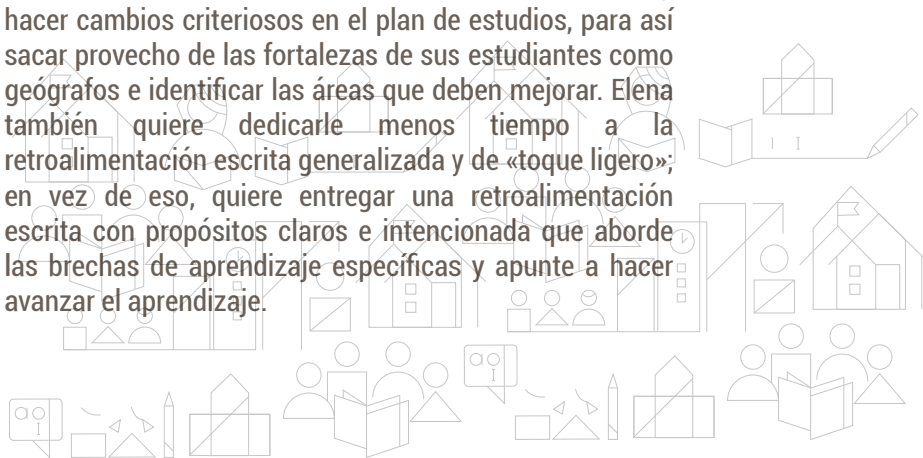 hacer cambios criteriosos en el plan de estudios, para así
sacar provecho de las fortalezas de sus estudiantes como
geógrafos e identificar las áreas que deben mejorar. Elena
también quiere dedicarle menos tiempo a la
retroalimentación escrita generalizada y de «toque ligero»;
en vez de eso, quiere entregar una retroalimentación
escrita con propósitos claros e intencionada que aborde
las brechas de aprendizaje específicas y apunte a hacer
avanzar el aprendizaje.